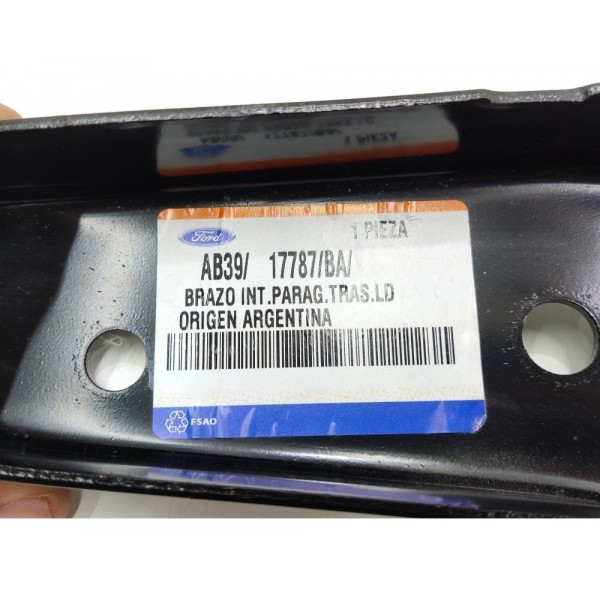 Ford
1 PIEZA
AB39/ 17787/BA/
BRAZO INT.PARAG.TRAS.LD
ORIGEN ARGENTINA
FSAO